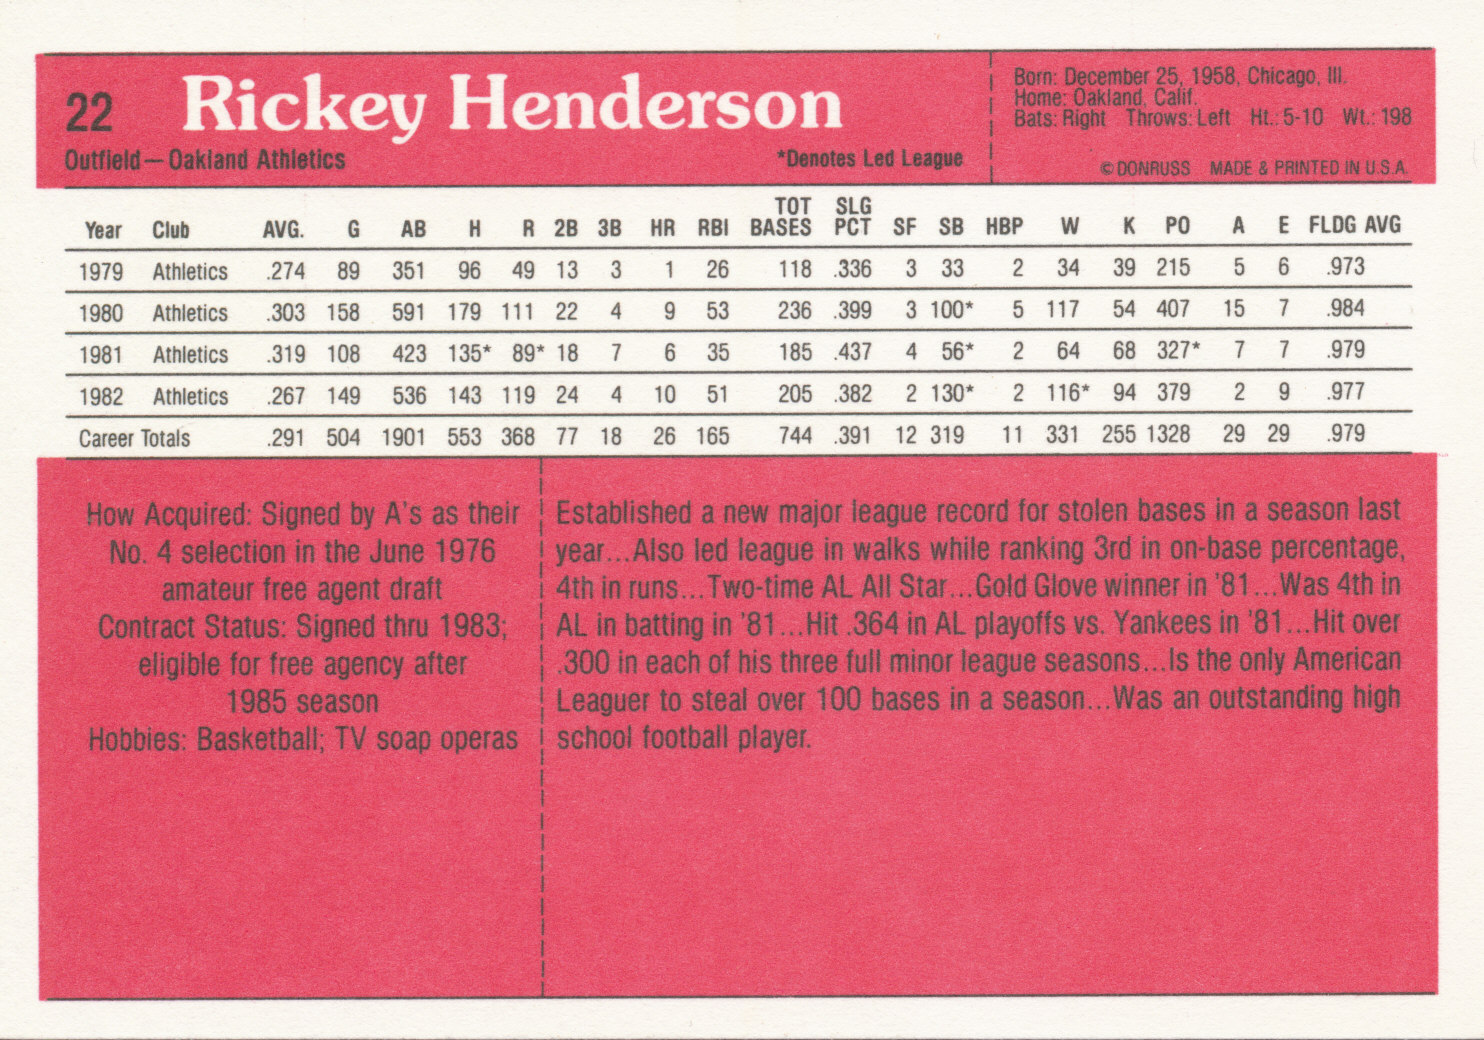 22 Rickey Henderson
Outfield — Oakland Athletics *Denotes Led League
Born: December 25, 1958, Chicago, Ill.
Home: Oakland, Calif.
Bats: Right Throws: Left Ht.: 5-10 Wt.: 198
© DONRUSS MADE & PRINTED IN U.S.A.
Year Club AVG. G AB H R 2B 3B HR RBI TOT BASES SLG PCT SF SB HBP W K PO A E FLDG AVG
1979 Athletics .274 89 351 96 49 13 3 1 26 118 .336 3 33 2 34 39 215 5 6 .973
1980 Athletics .303 158 591 179 111 22 4 9 53 236 .399 3 100* 5 117 54 407 15 7 .984
1981 Athletics .319 108 423 135* 89* 18 7 6 35 185 .437 4 56* 2 64 68 327* 7 7 .979
1982 Athletics .267 149 536 143 119 24 4 10 51 205 .382 2 130* 2 116* 94 379 2 9 .977
Career Totals .291 504 1901 553 368 77 18 26 165 744 .391 12 319 11 331 255 1328 29 29 .979
How Acquired: Signed by A's as their
No. 4 selection in the June 1976
amateur free agent draft
Contract Status: Signed thru 1983;
eligible for free agency after
1985 season
Hobbies: Basketball; TV soap operas
Established a new major league record for stolen bases in a season last
year...Also led league in walks while ranking 3rd in on-base percentage,
4th in runs...Two-time AL All Star...Gold Glove winner in '81...Was 4th in
AL in batting in '81...Hit .364 in AL playoffs vs. Yankees in '81...Hit over
.300 in each of his three full minor league seasons...Is the only American
Leaguer to steal over 100 bases in a season...Was an outstanding high
school football player.